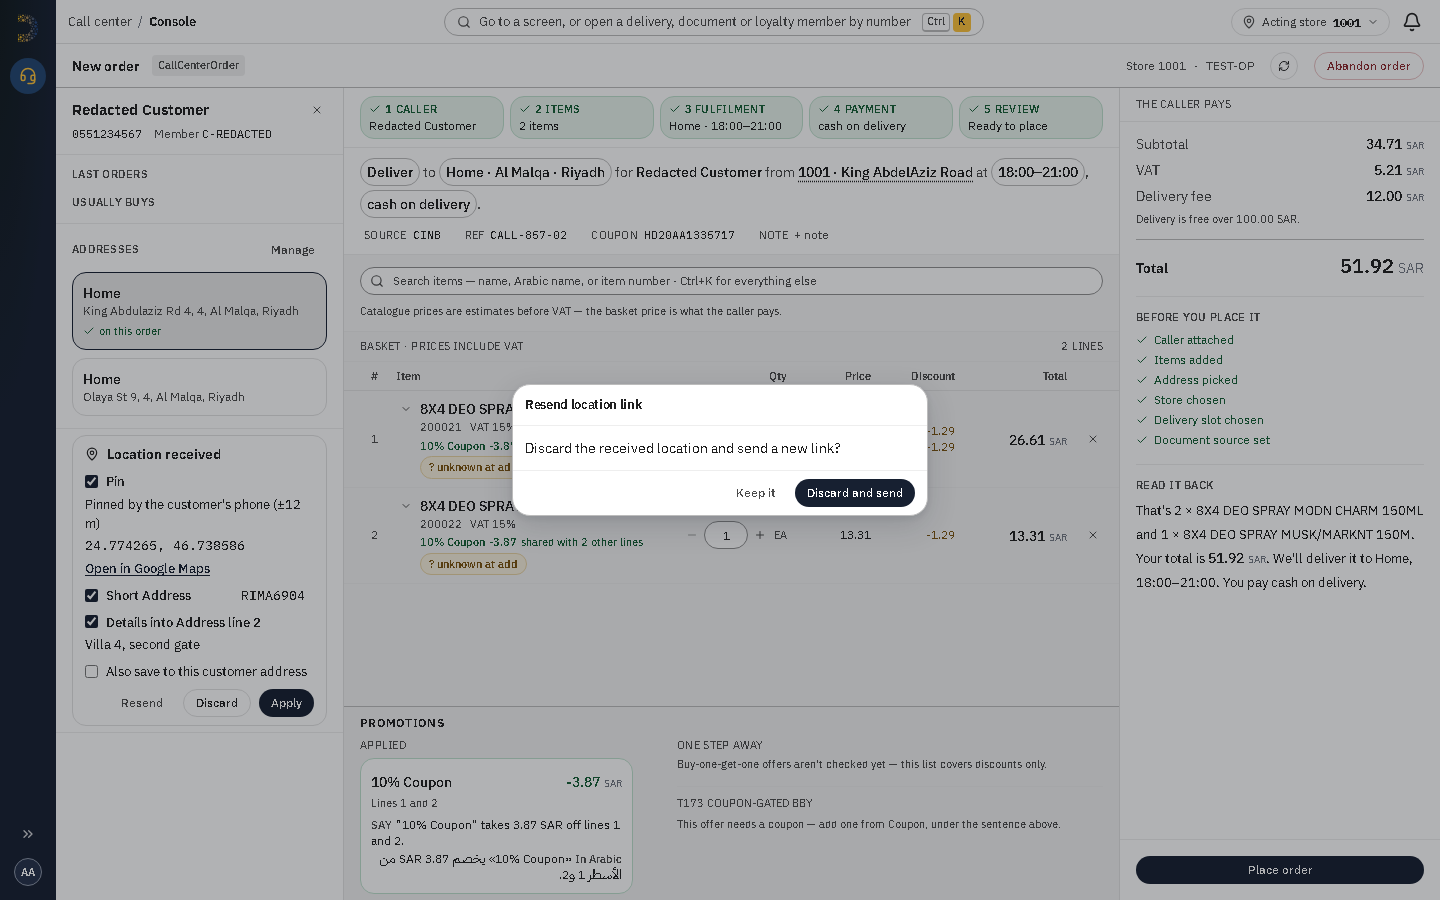 Call center / Console
Go to a screen, or open a delivery, document or loyalty member by number Ctrl K
Acting store 1001
New order CallCenterOrder
Store 1001 · TEST-OP
Abandon order
Redacted Customer
0551234567 Member C-REDACTED
LAST ORDERS
USUALLY BUYS
ADDRESSES Manage
Home
King Abdulaziz Rd 4, 4, Al Malqa, Riyadh
on this order
Home
Olaya St 9, 4, Al Malqa, Riyadh
Location received
Pin
Pinned by the customer's phone (±12
m)
24.774265, 46.738586
Open in Google Maps
Short Address RIMA6904
Details into Address line 2
Villa 4, second gate
Also save to this customer address
Resend Discard Apply
1 CALLER
Redacted Customer
2 ITEMS
2 items
3 FULFILMENT
Home · 18:00–21:00
4 PAYMENT
cash on delivery
5 REVIEW
Ready to place
Deliver to Home · Al Malqa · Riyadh for Redacted Customer from 1001 · King AbdelAziz Road at 18:00–21:00 ,
cash on delivery .
SOURCE CINB REF CALL-857-02 COUPON HD20AA1335717 NOTE + note
Search items — name, Arabic name, or item number · Ctrl+K for everything else
Catalogue prices are estimates before VAT — the basket price is what the caller pays.
BASKET · PRICES INCLUDE VAT 2 LINES
# Item Qty Price Discount Total
1
8X4 DEO SPRA
200021 VAT 15%
10% Coupon -3.8
? unknown at ad
-1.29
-1.29
26.61 SAR ×
Resend location link
Discard the received location and send a new link?
Keep it Discard and send
2
8X4 DEO SPRA
200022 VAT 15%
10% Coupon -3.87 shared with 2 other lines
? unknown at add
− 1 + EA 13.31 -1.29 13.31 SAR ×
PROMOTIONS
APPLIED
10% Coupon -3.87 SAR
Lines 1 and 2
SAY "10% Coupon" takes 3.87 SAR off lines 1
and 2.
In Arabic «10% Coupon» يخصم 3.87 SAR من
الأسطر 1 و2.
ONE STEP AWAY
Buy-one-get-one offers aren't checked yet — this list covers discounts only.
T173 COUPON-GATED BBY
This offer needs a coupon — add one from Coupon, under the sentence above.
THE CALLER PAYS
Subtotal 34.71 SAR
VAT 5.21 SAR
Delivery fee 12.00 SAR
Delivery is free over 100.00 SAR.
Total 51.92 SAR
BEFORE YOU PLACE IT
Caller attached
Items added
Address picked
Store chosen
Delivery slot chosen
Document source set
READ IT BACK
That's 2 × 8X4 DEO SPRAY MODN CHARM 150ML
and 1 × 8X4 DEO SPRAY MUSK/MARKNT 150M.
Your total is 51.92 SAR. We'll deliver it to Home,
18:00–21:00. You pay cash on delivery.
Place order
AA